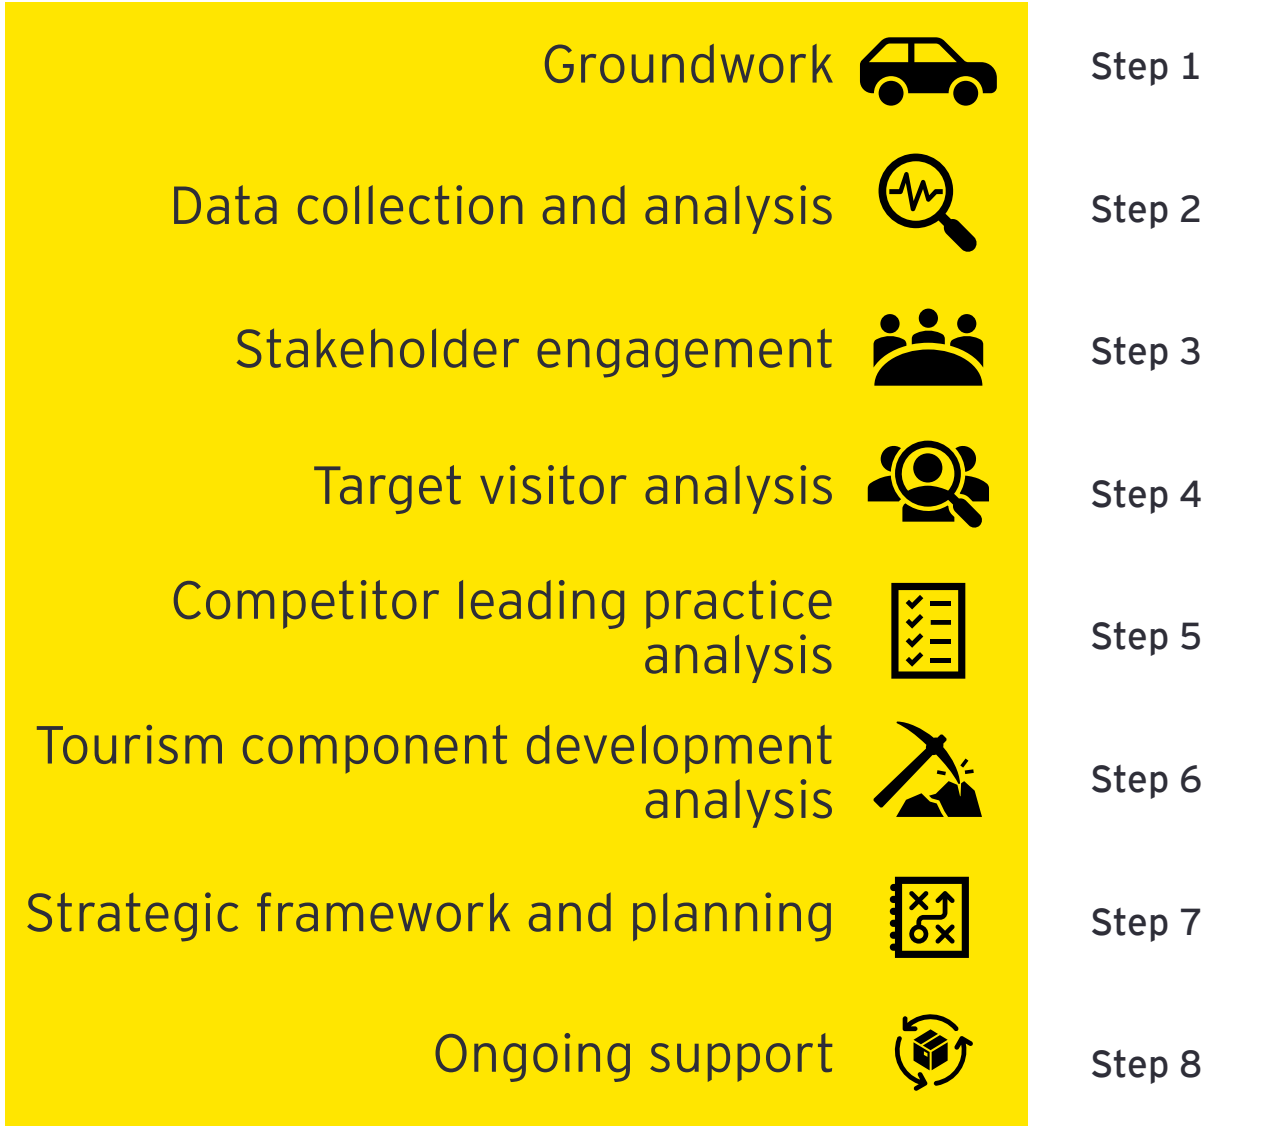 Groundwork
Step 1
Data collection and analysis
Step 2
Stakeholder engagement
Step 3
Target visitor analysis
Step 4
Competitor leading practice
analysis
Step 5
Tourism component development
analysis
Step 6
Strategic framework and planning
Step 7
Ongoing support
Step 8